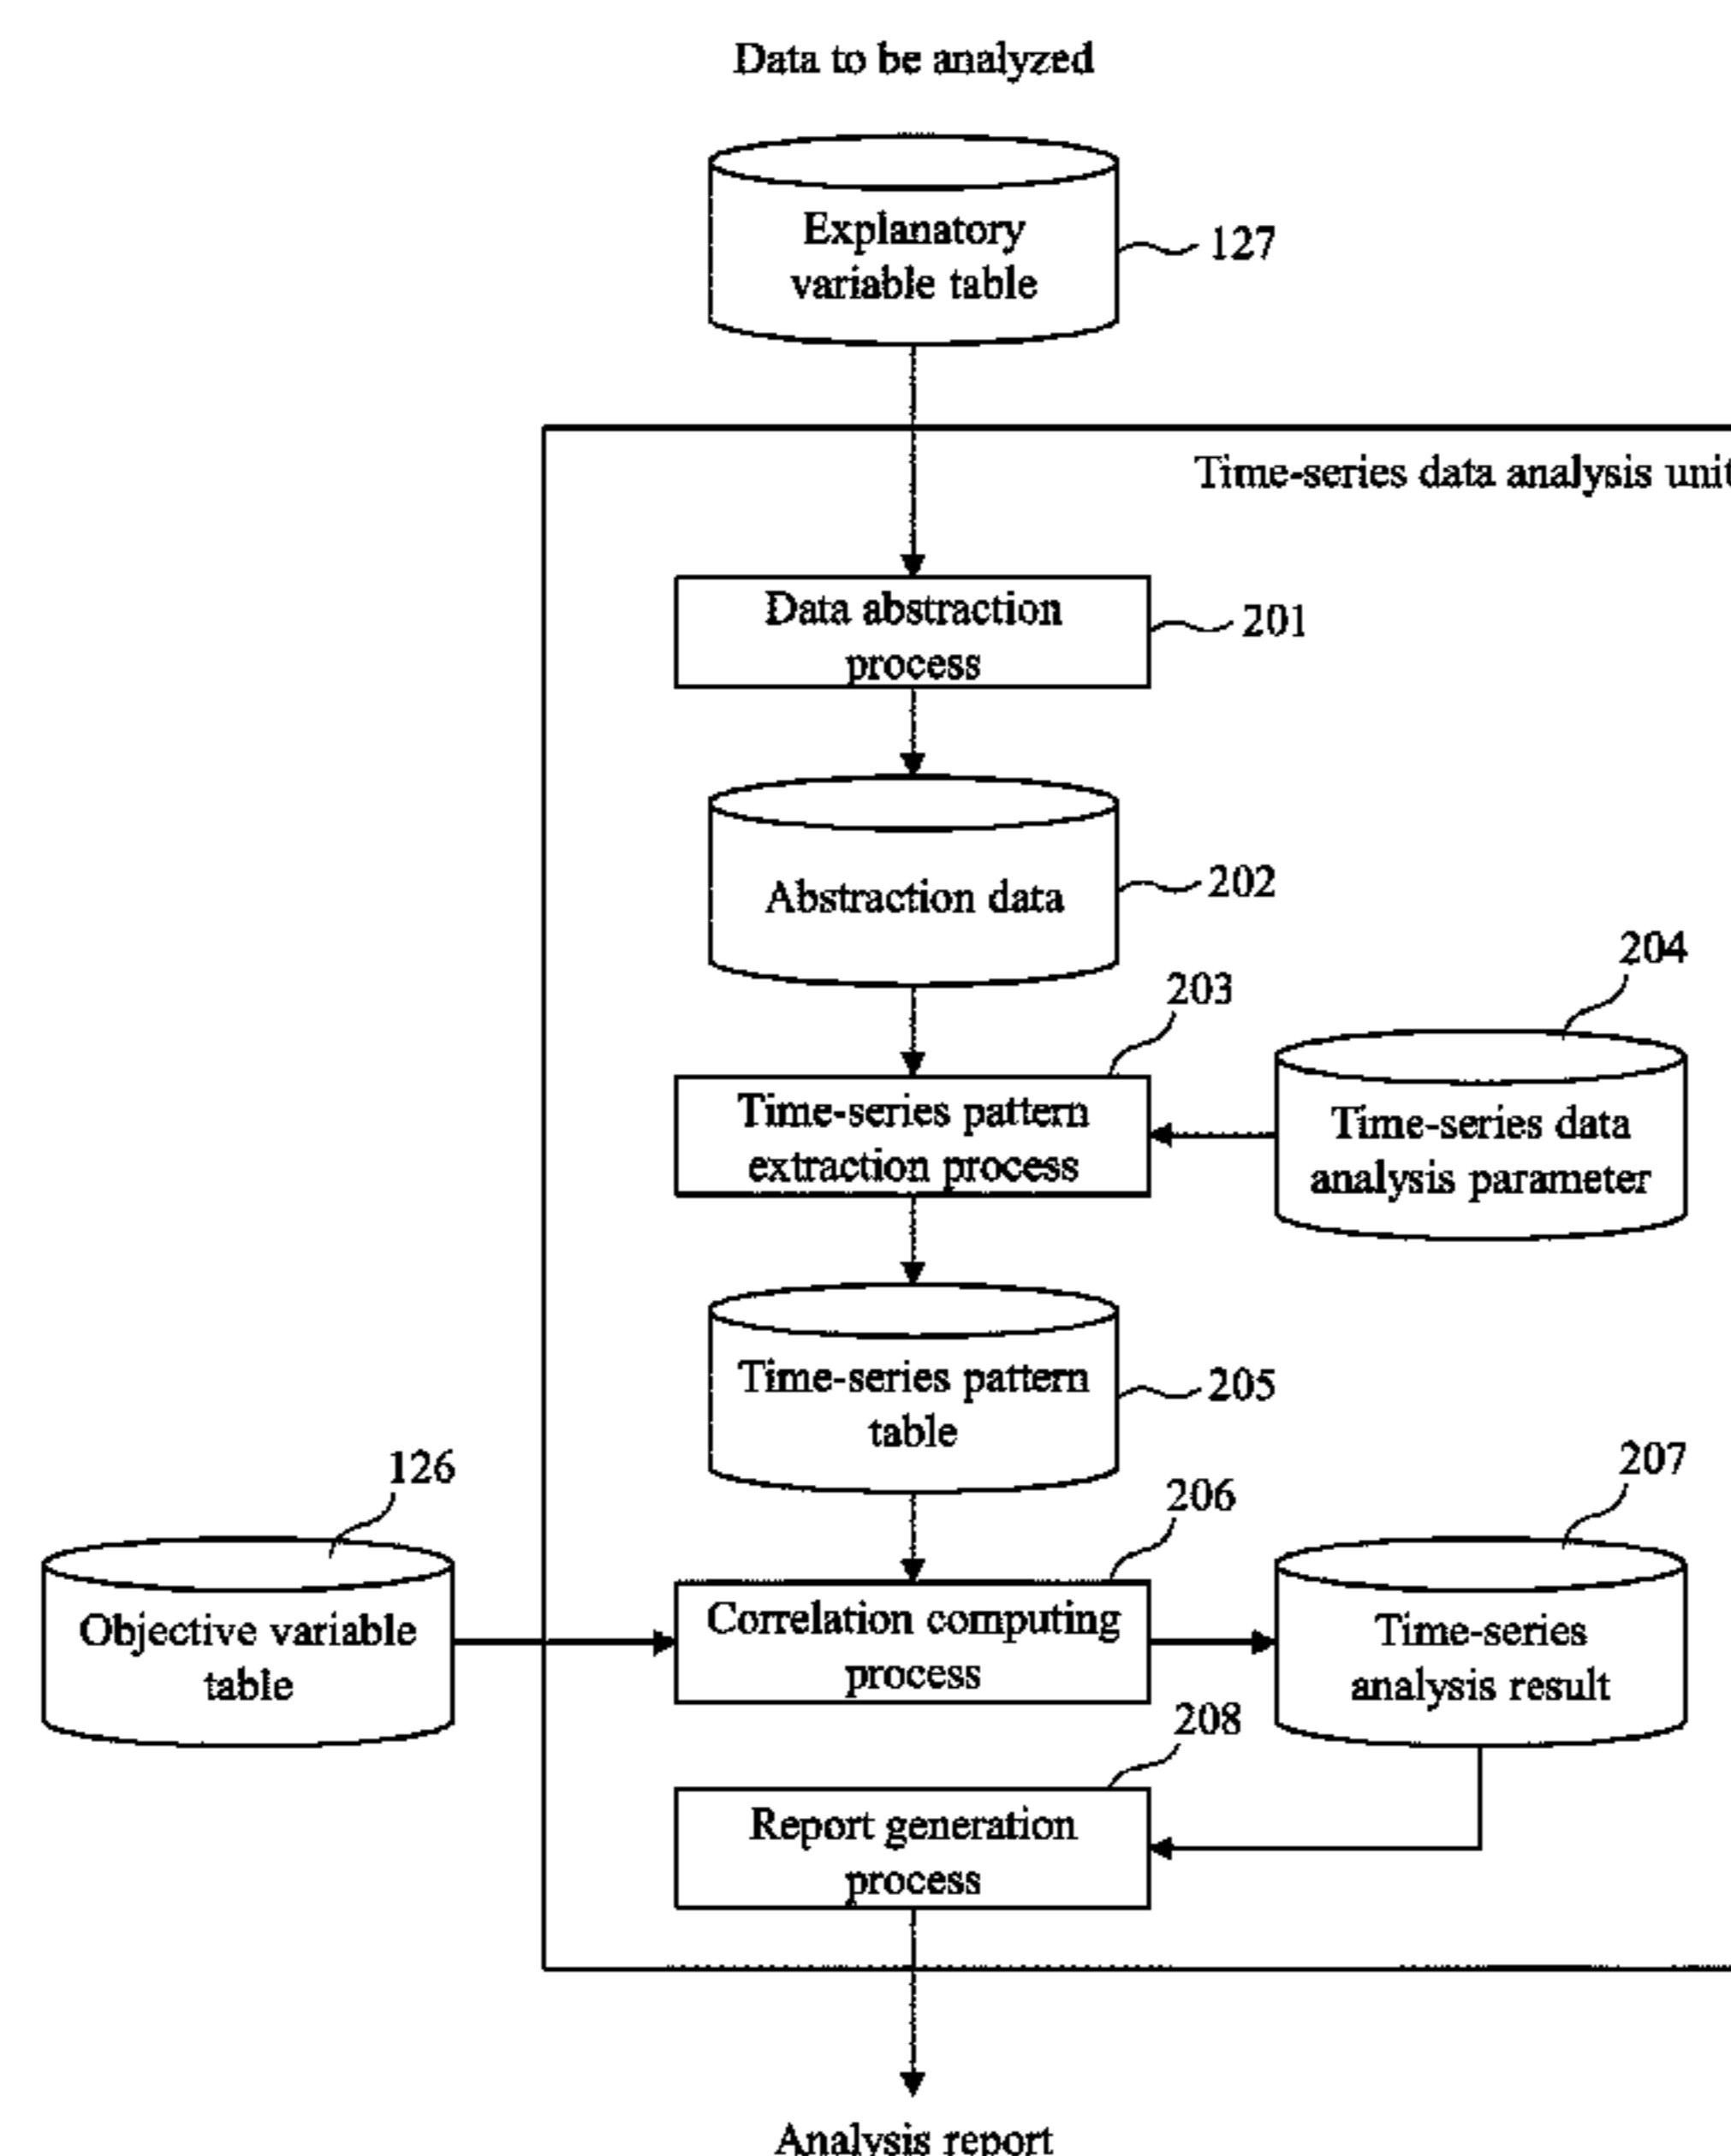 Data to be analyzed
Explanatory
variable table
127
Time-series data analysis unit
Data abstraction
process
201
Abstraction data
202
203
204
Time-series pattern
extraction process
Time-series data
analysis parameter
Time-series pattern
table
205
126
206
207
Objective variable
table
Correlation computing
process
Time-series
analysis result
208
Report generation
process
Analysis report